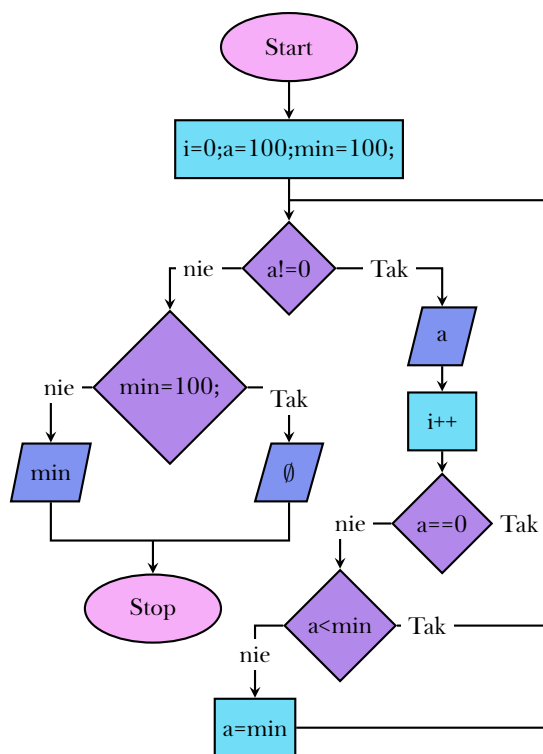 Start
i=0;a=100;min=100;
a!=0
nie
Tak
a
min=100;
nie
Tak
i++
min
∅
a==0
nie
Tak
Stop
a<min
Tak
nie
a=min